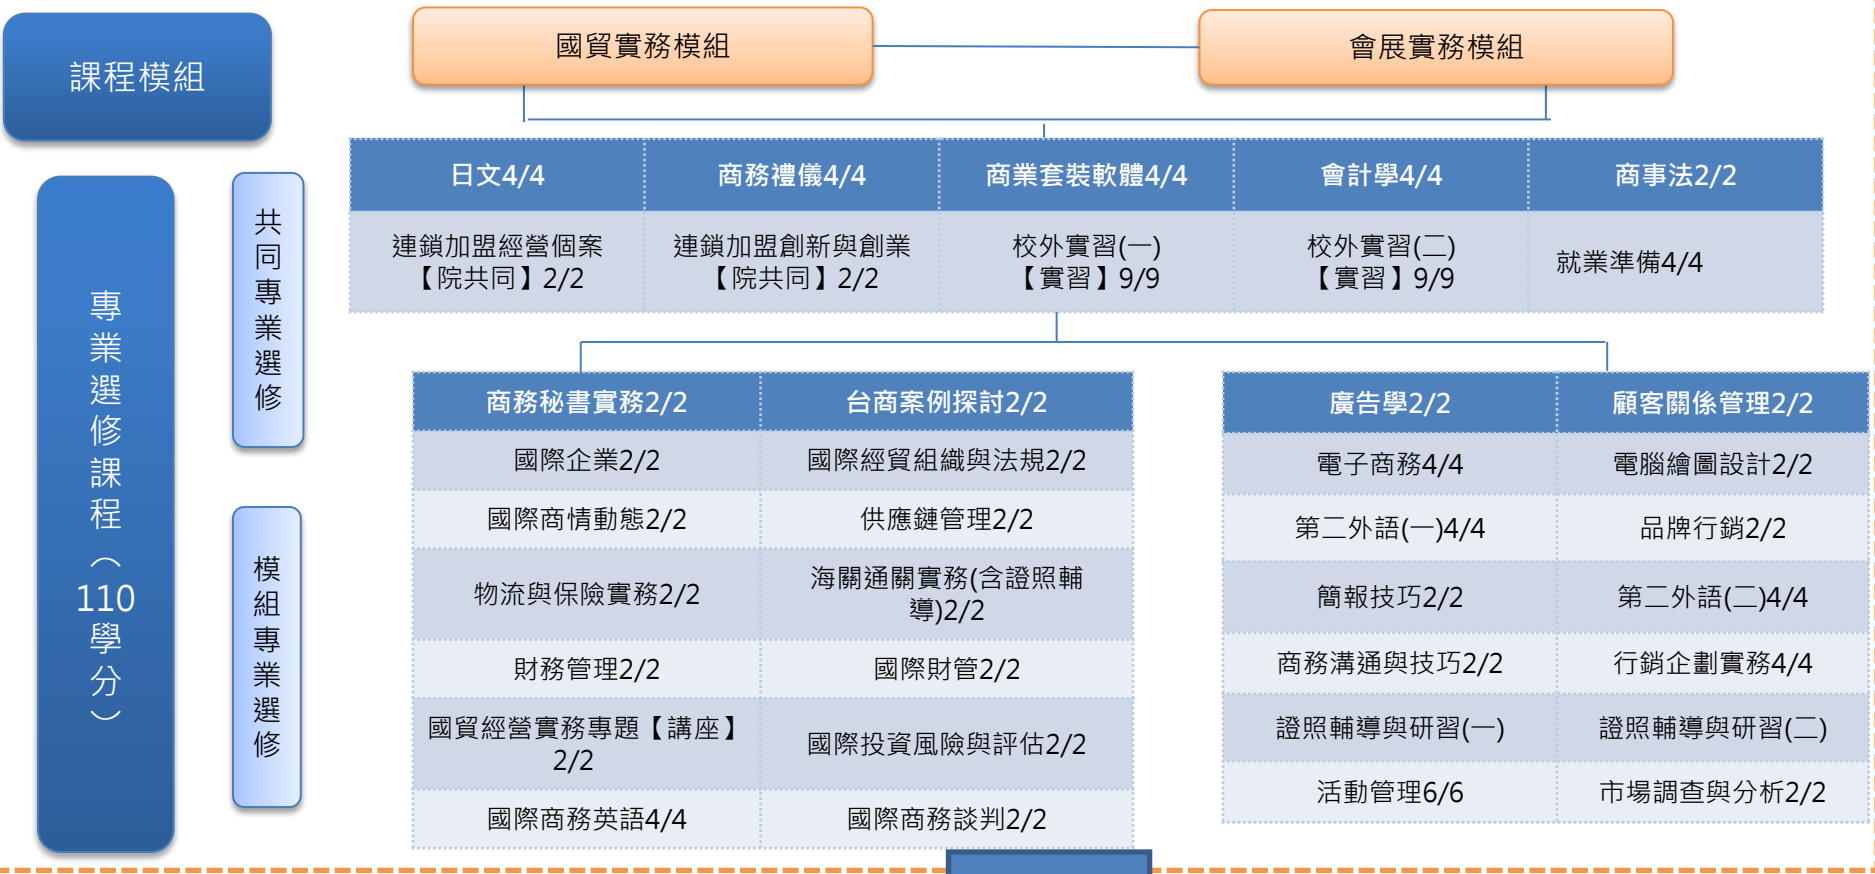 課程模組
國貿實務模組
會展實務模組
專業選修課程（110學分）
共同專業選修
日文4/4
商務禮儀4/4
商業套裝軟體4/4
會計學4/4
商事法2/2
連鎖加盟經營個案
【院共同】2/2
連鎖加盟創新與創業
【院共同】2/2
校外實習(一)
【實習】9/9
校外實習(二)
【實習】9/9
就業準備4/4
模組專業選修
商務秘書實務2/2
台商案例探討2/2
國際企業2/2
國際經貿組織與法規2/2
國際商情動態2/2
供應鏈管理2/2
物流與保險實務2/2
海關通關實務(含證照輔
導)2/2
財務管理2/2
國際財管2/2
國貿經營實務專題【講座】
2/2
國際投資風險與評估2/2
國際商務英語4/4
國際商務談判2/2
廣告學2/2
顧客關係管理2/2
電子商務4/4
電腦繪圖設計2/2
第二外語(一)4/4
品牌行銷2/2
簡報技巧2/2
第二外語(二)4/4
商務溝通與技巧2/2
行銷企劃實務4/4
證照輔導與研習(一)
證照輔導與研習(二)
活動管理6/6
市場調查與分析2/2